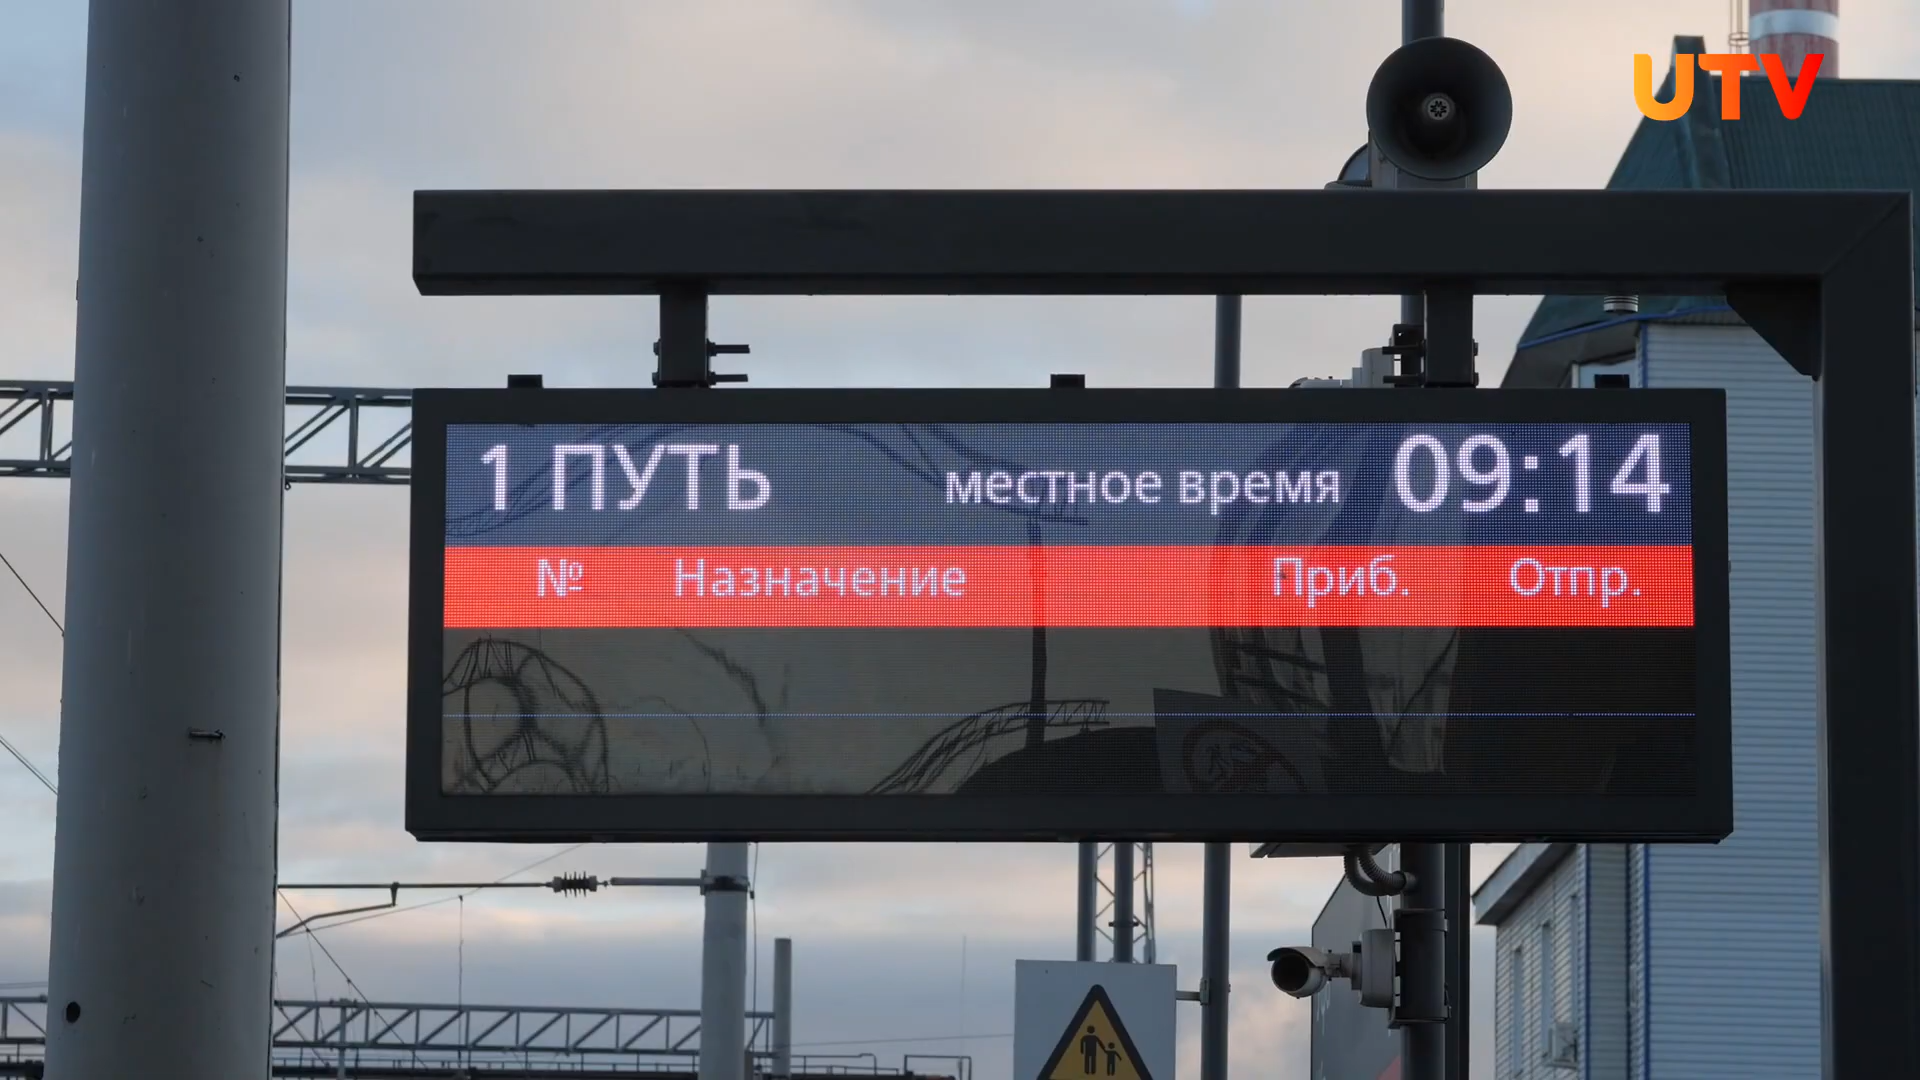 UTV
1 ПУТЬ местное время 09:14
№ Назначение Приб. Отпр.